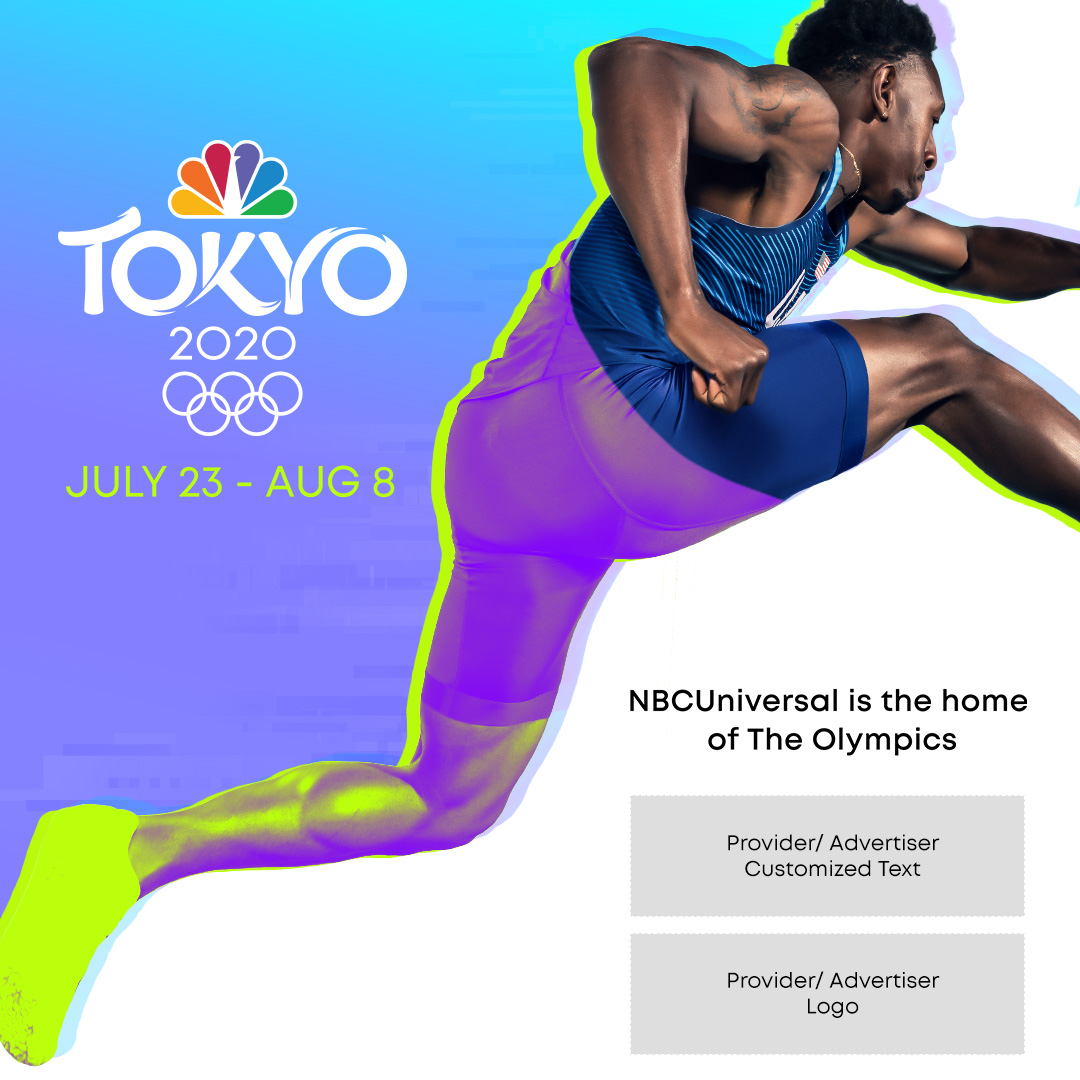 TOKYO
2020
JULY 23 - AUG 8
NBCUniversal is the home
of The Olympics
Provider/ Advertiser
Customized Text
Provider/ Advertiser
Logo